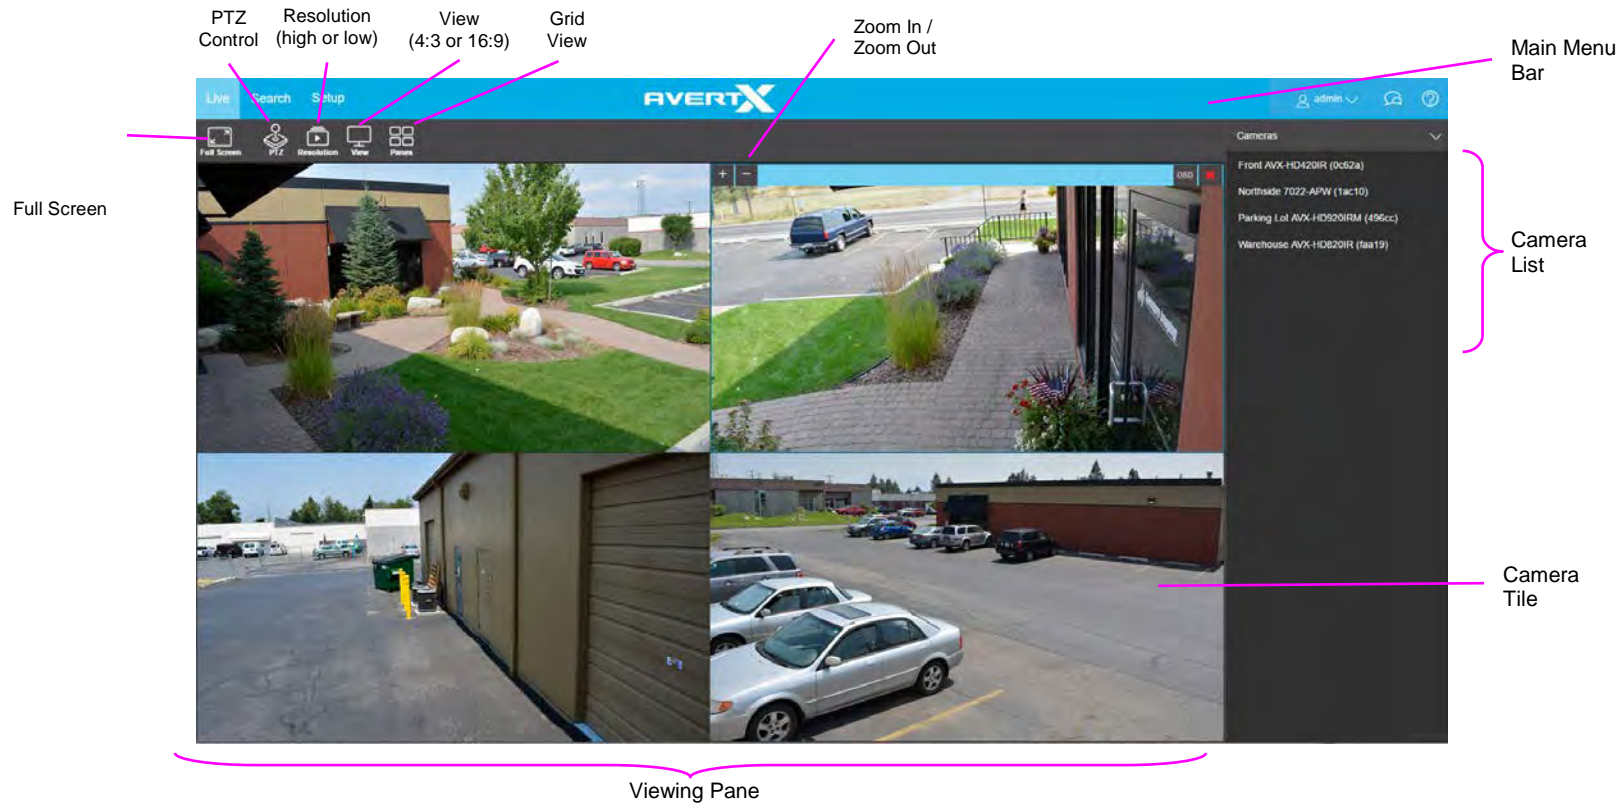 PTZ
Control
Resolution
(high or low)
View
(4:3 or 16:9)
Grid
View
Zoom In /
Zoom Out
Main Menu
Bar
Live
Search
Setup
AVERTX
admin
Full Screen
PTZ
Resolution
View
Panes
Cameras
+
−
OSD
Front AVX-HD420IR (0c62a)
Northside 7022-APW (1ac10)
Parking Lot AVX-HD920IRM (496cc)
Warehouse AVX-HD820IR (faa19)
Full Screen
Camera
List
Camera
Tile
Viewing Pane